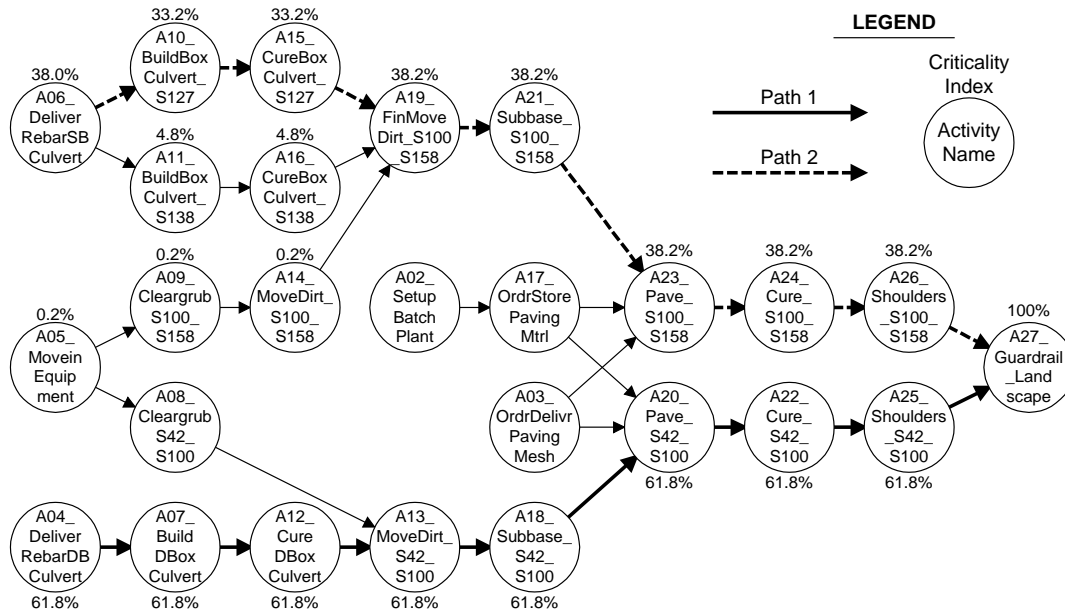 LEGEND
Criticality
Index
Activity
Name
Path 1
Path 2
38.0%
A06_
Deliver
RebarSB
Culvert
33.2%
A10_
BuildBox
Culvert_
S127
33.2%
A15_
CureBox
Culvert_
S127
4.8%
A11_
BuildBox
Culvert_
S138
4.8%
A16_
CureBox
Culvert_
S138
38.2%
A19_
FinMove
Dirt_S100
_S158
38.2%
A21_
Subbase_
S100_
S158
0.2%
A05_
Movein
Equip
ment
0.2%
A09_
Cleargrub
S100_
S158
0.2%
A14_
MoveDirt_
S100_
S158
A08_
Cleargrub
S42_
S100
A02_
Setup
Batch
Plant
A17_
OrdrStore
Paving
Mtrl
A03_
OrdrDelivr
Paving
Mesh
38.2%
A23_
Pave_
S100_
S158
38.2%
A24_
Cure_
S100_
S158
38.2%
A26_
Shoulders
_S100_
S158
100%
A27_
Guardrail
_Land
scape
A20_
Pave_
S42_
S100
61.8%
A22_
Cure_
S42_
S100
61.8%
A25_
Shoulders
_S42_
S100
61.8%
A04_
Deliver
RebarDB
Culvert
61.8%
A07_
Build
DBox
Culvert
61.8%
A12_
Cure
DBox
Culvert
61.8%
A13_
MoveDirt_
S42_
S100
61.8%
A18_
Subbase_
S42_
S100
61.8%